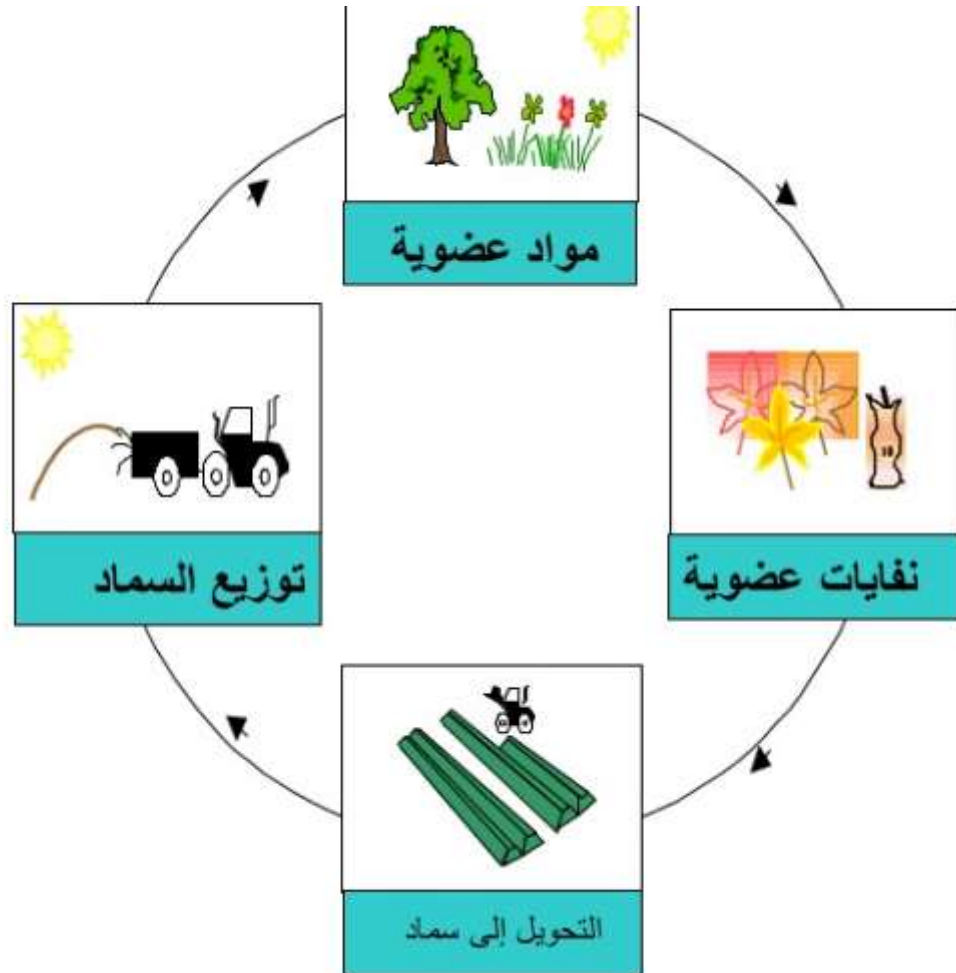 مواد عضوية
نفايات عضوية
التحويل إلى سماد
توزيع السماد